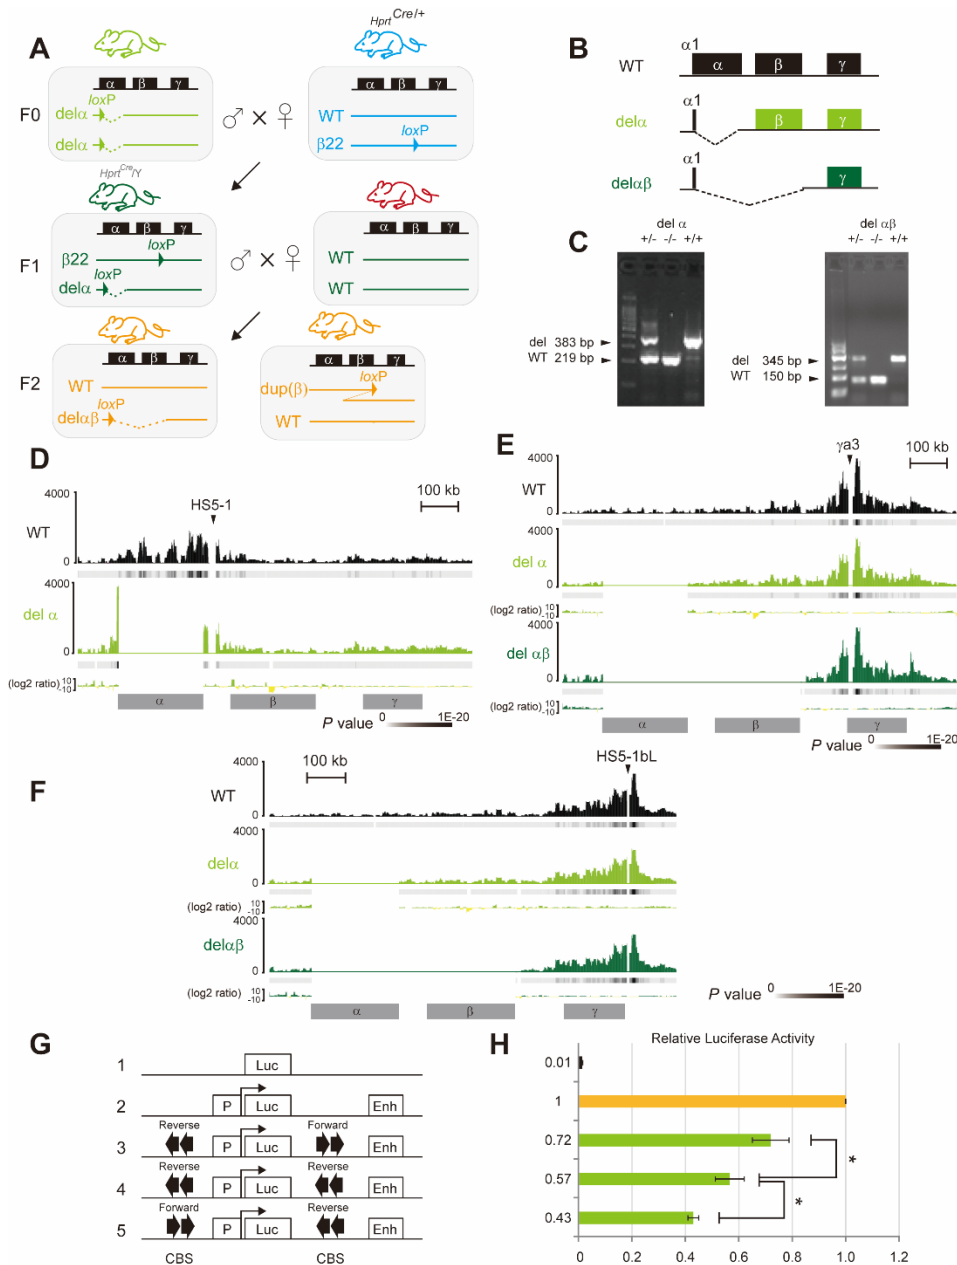 A
Hprt Cre/+
α β γ
α β γ
F0
loxP
delα
delα
♂ × ♀
WT
loxP
β22
Hprt Cre/Y
α β γ
α β γ
F1
loxP
β22
loxP
delα
♂ × ♀
WT
WT
α β γ
α β γ
F2
WT
loxP
delαβ
loxP
dup(β)
WT
B
α1
WT α β γ
α1
delα β γ
α1
delαβ γ
C
del α
+/- -/- +/+
del 383 bp
WT 219 bp
del αβ
+/- -/- +/+
del 345 bp
WT 150 bp
D
4000
HS5-1
100 kb
WT
0
4000
del α
0
(log2 ratio) 10
-10
α β γ
P value 0 1E-20
E
γa3
4000
100 kb
WT
0
4000
del α
0
(log2 ratio) 10
-10
4000
del αβ
0
(log2 ratio) 10
-10
α β γ
P value 0 1E-20
F
100 kb
HS5-1bL
4000
WT
0
4000
delα
0
(log2 ratio) 10
-10
4000
delαβ
0
(log2 ratio) 10
-10
α β γ
P value 0 1E-20
G
1 Luc
2 P Luc Enh
Reverse Forward
3 P Luc Enh
Reverse Reverse
4 P Luc Enh
Forward Reverse
5 P Luc Enh
CBS CBS
H
Relative Luciferase Activity
0.01
1
0.72
*
0.57
*
0.43
0 0.2 0.4 0.6 0.8 1.0 1.2